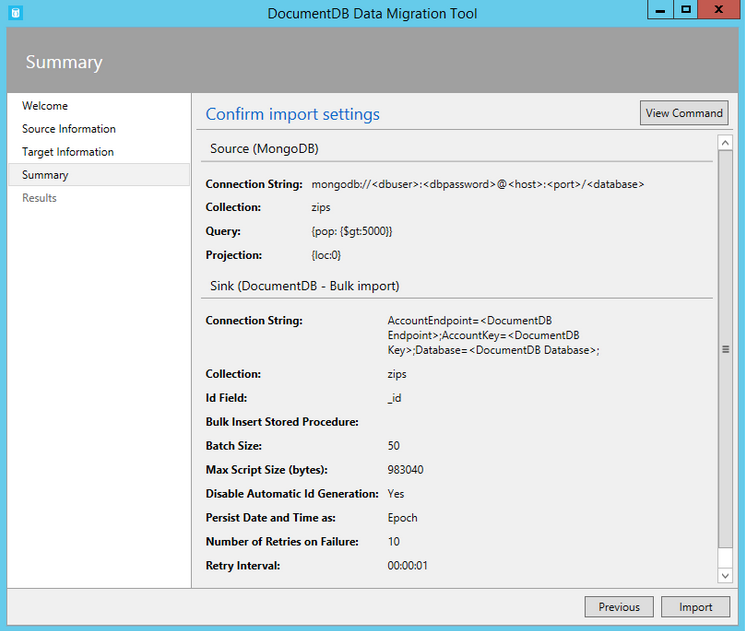 DocumentDB Data Migration Tool
Summary
Welcome
Source Information
Target Information
Summary
Results
Confirm import settings
View Command
Source (MongoDB)
Connection String: mongodb://<dbuser>:<dbpassword>@<host>:<port>/<database>
Collection: zips
Query: {pop: {$gt:5000}}
Projection: {loc:0}
Sink (DocumentDB - Bulk import)
Connection String: AccountEndpoint=<DocumentDB
Endpoint>;AccountKey=<DocumentDB
Key>;Database=<DocumentDB Database>;
Collection: zips
Id Field: _id
Bulk Insert Stored Procedure:
Batch Size: 50
Max Script Size (bytes): 983040
Disable Automatic Id Generation: Yes
Persist Date and Time as: Epoch
Number of Retries on Failure: 10
Retry Interval: 00:00:01
Previous
Import